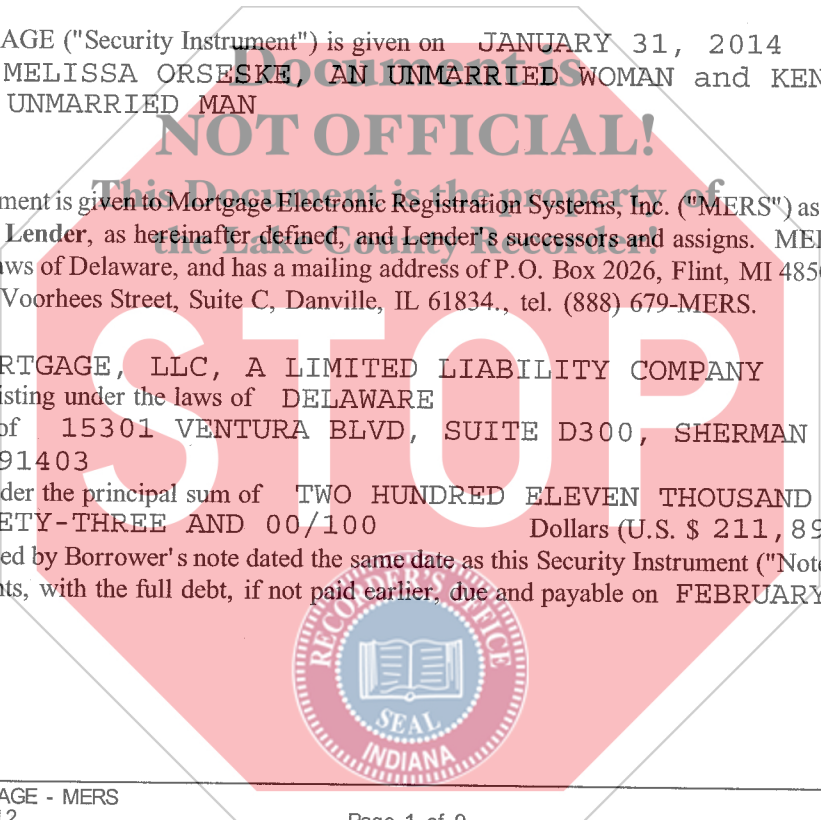 AGE ("Security Instrument") is given on JANUARY 31, 2014
MELISSA ORSESKE, AN UNMARRIED WOMAN and KEN
UNMARRIED MAN
Document is
NOT OFFICIAL!
This Document is the property of
the Lake County Recorder!
ment is given to Mortgage Electronic Registration Systems, Inc. ("MERS") as
Lender, as hereinafter defined, and Lender's successors and assigns. MER
aws of Delaware, and has a mailing address of P.O. Box 2026, Flint, MI 4850
Voorhees Street, Suite C, Danville, IL 61834., tel. (888) 679-MERS.
STOP
RTGAGE, LLC, A LIMITED LIABILITY COMPANY
isting under the laws of DELAWARE
of 15301 VENTURA BLVD, SUITE D300, SHERMAN
91403
der the principal sum of TWO HUNDRED ELEVEN THOUSAND
ETY-THREE AND 00/100 Dollars (U.S. $ 211,89
ed by Borrower's note dated the same date as this Security Instrument ("Note
nts, with the full debt, if not paid earlier, due and payable on FEBRUARY
RECORDER'S OFFICE
SEAL
INDIANA
AGE - MERS
12
Page 1 of 9